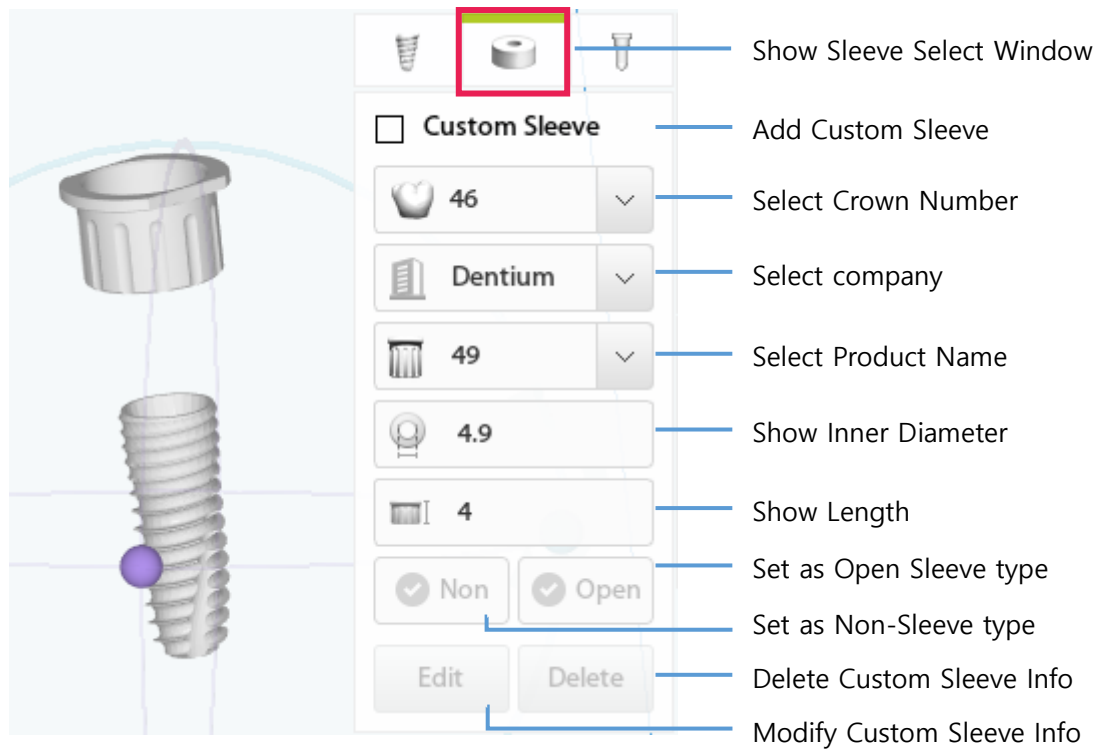 Show Sleeve Select Window
Custom Sleeve
Add Custom Sleeve
46
Select Crown Number
Dentium
Select company
49
Select Product Name
4.9
Show Inner Diameter
4
Show Length
Non
Open
Set as Open Sleeve type
Set as Non-Sleeve type
Edit
Delete
Delete Custom Sleeve Info
Modify Custom Sleeve Info